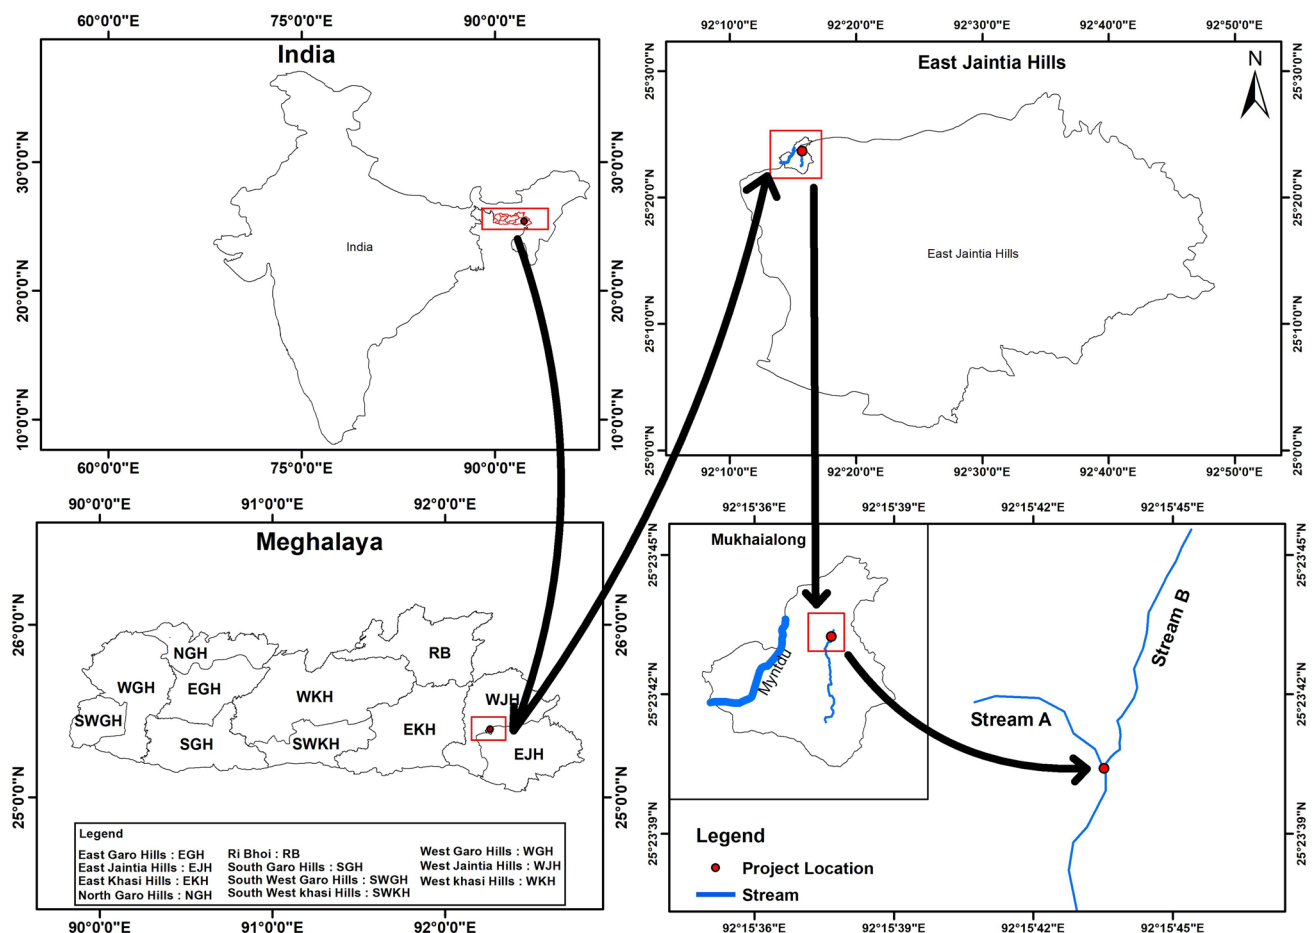 60°0'0"E 75°0'0"E 90°0'0"E
India
30°0'0"N
20°0'0"N
10°0'0"N
India
30°0'0"N
20°0'0"N
10°0'0"N
60°0'0"E 75°0'0"E 90°0'0"E
92°10'0"E 92°20'0"E 92°30'0"E 92°40'0"E 92°50'0"E
East Jaintia Hills
N
25°30'0"N
25°20'0"N
25°10'0"N
25°0'0"N
East Jaintia Hills
25°30'0"N
25°20'0"N
25°10'0"N
25°0'0"N
92°10'0"E 92°20'0"E 92°30'0"E 92°40'0"E 92°50'0"E
90°0'0"E 91°0'0"E 92°0'0"E
Meghalaya
26°0'0"N
25°0'0"N
NGH
RB
WGH
EGH
WKH
WJH
SWGH
SGH
SWKH
EKH
EJH
26°0'0"N
25°0'0"N
Legend
East Garo Hills : EGH
East Jaintia Hills : EJH
East Khasi Hills : EKH
North Garo Hills : NGH
Ri Bhoi : RB
South Garo Hills : SGH
South West Garo Hills : SWGH
South West khasi Hills : SWKH
West Garo Hills : WGH
West Jaintia Hills : WJH
West khasi Hills : WKH
90°0'0"E 91°0'0"E 92°0'0"E
92°15'36"E 92°15'39"E 92°15'42"E 92°15'45"E
Mukhaialong
25°23'45"N
25°23'42"N
25°23'39"N
Myntdu
Stream A
Stream B
25°23'45"N
25°23'42"N
25°23'39"N
Legend
Project Location
Stream
92°15'36"E 92°15'39"E 92°15'42"E 92°15'45"E